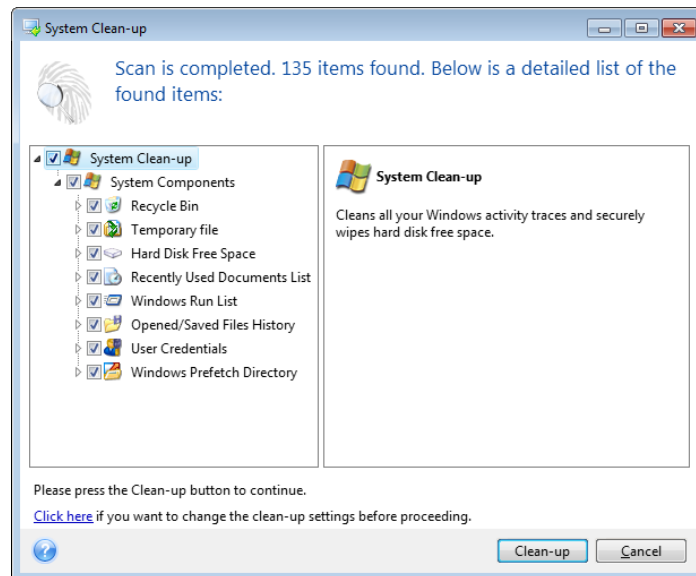 System Clean-up
Scan is completed. 135 items found. Below is a detailed list of the
found items:
System Clean-up
System Components
Recycle Bin
Temporary file
Hard Disk Free Space
Recently Used Documents List
Windows Run List
Opened/Saved Files History
User Credentials
Windows Prefetch Directory
System Clean-up
Cleans all your Windows activity traces and securely
wipes hard disk free space.
Please press the Clean-up button to continue.
Click here if you want to change the clean-up settings before proceeding.
Clean-up
Cancel